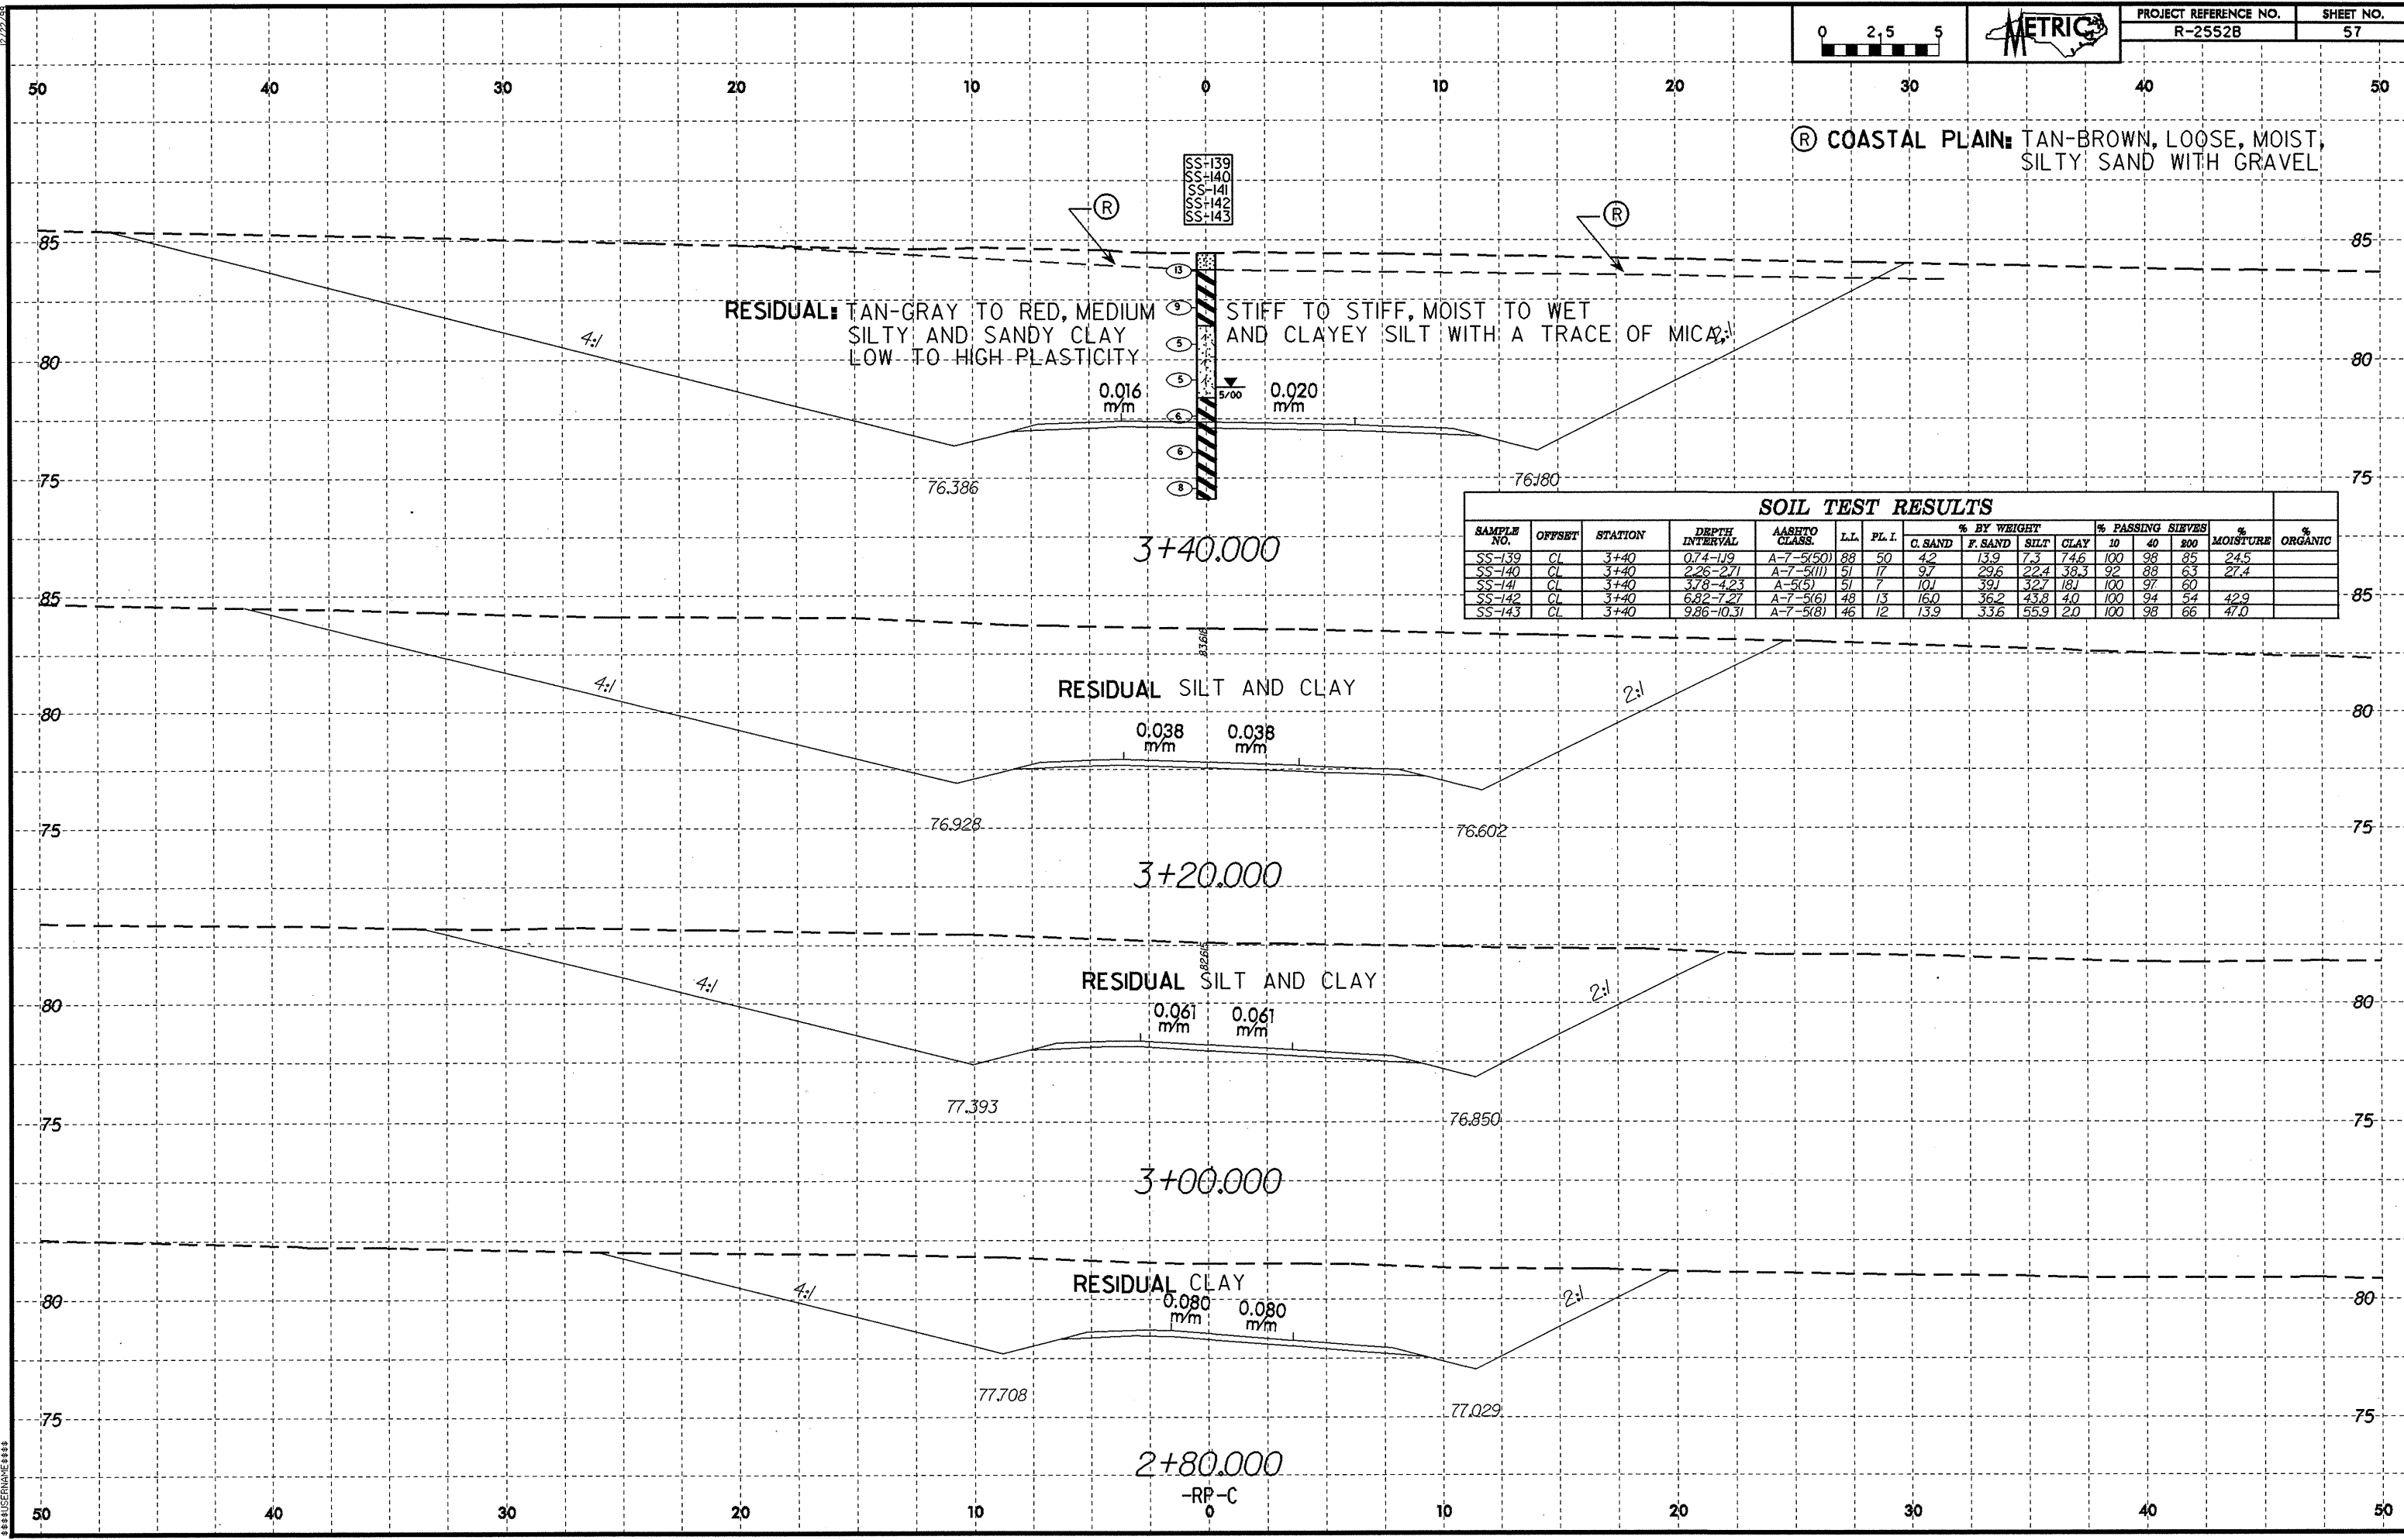 12/22/99
0 2.5 5
METRIC
PROJECT REFERENCE NO. SHEET NO.
R-2552B 57
50 40 30 20 10 0 10 20 30 40 50
Ⓡ COASTAL PLAIN: TAN-BROWN, LOOSE, MOIST,
SILTY SAND WITH GRAVEL
SS-139
SS-140
SS-141
SS-142
SS-143
Ⓡ Ⓡ
85 85
13
RESIDUAL: TAN-GRAY TO RED, MEDIUM 9 STIFF TO STIFF, MOIST TO WET
SILTY AND SANDY CLAY AND CLAYEY SILT WITH A TRACE OF MICA,
4:1 2:1
LOW TO HIGH PLASTICITY
5
80 80
5
0.016 m/m 5/00 0.020 m/m
6
6
75 75
76.386 8 76.180
3+40.000
SOIL TEST RESULTS
SAMPLE NO. OFFSET STATION DEPTH INTERVAL AASHTO CLASS. L.L. PL. I. % BY WEIGHT C. SAND F. SAND SILT CLAY % PASSING SIEVES 10 40 200 % MOISTURE % ORGANIC
SS-139 CL 3+40 0.74-1.19 A-7-5(50) 88 50 4.2 13.9 7.3 74.6 100 98 85 24.5
SS-140 CL 3+40 2.26-2.71 A-7-5(11) 51 17 9.7 29.6 22.4 38.3 92 88 63 27.4
SS-141 CL 3+40 3.78-4.23 A-5(5) 51 7 10.1 39.1 32.7 18.1 100 97 60
SS-142 CL 3+40 6.82-7.27 A-7-5(6) 48 13 16.0 36.2 43.8 4.0 100 94 54 42.9
SS-143 CL 3+40 9.86-10.31 A-7-5(8) 46 12 13.9 33.6 55.9 2.0 100 98 66 47.0
85 85
83.618
4:1 RESIDUAL SILT AND CLAY 2:1
80 80
0.038 m/m 0.038 m/m
75 75
76.928 76.602
3+20.000
82.615
4:1 RESIDUAL SILT AND CLAY 2:1
80 80
0.061 m/m 0.061 m/m
77.393 76.850
75 75
3+00.000
RESIDUAL CLAY
4:1 2:1
80 80
0.080 m/m 0.080 m/m
77.708 77.029
75 75
2+80.000
-RP-C
50 40 30 20 10 0 10 20 30 40 50
$$$$USERNAME$$$$